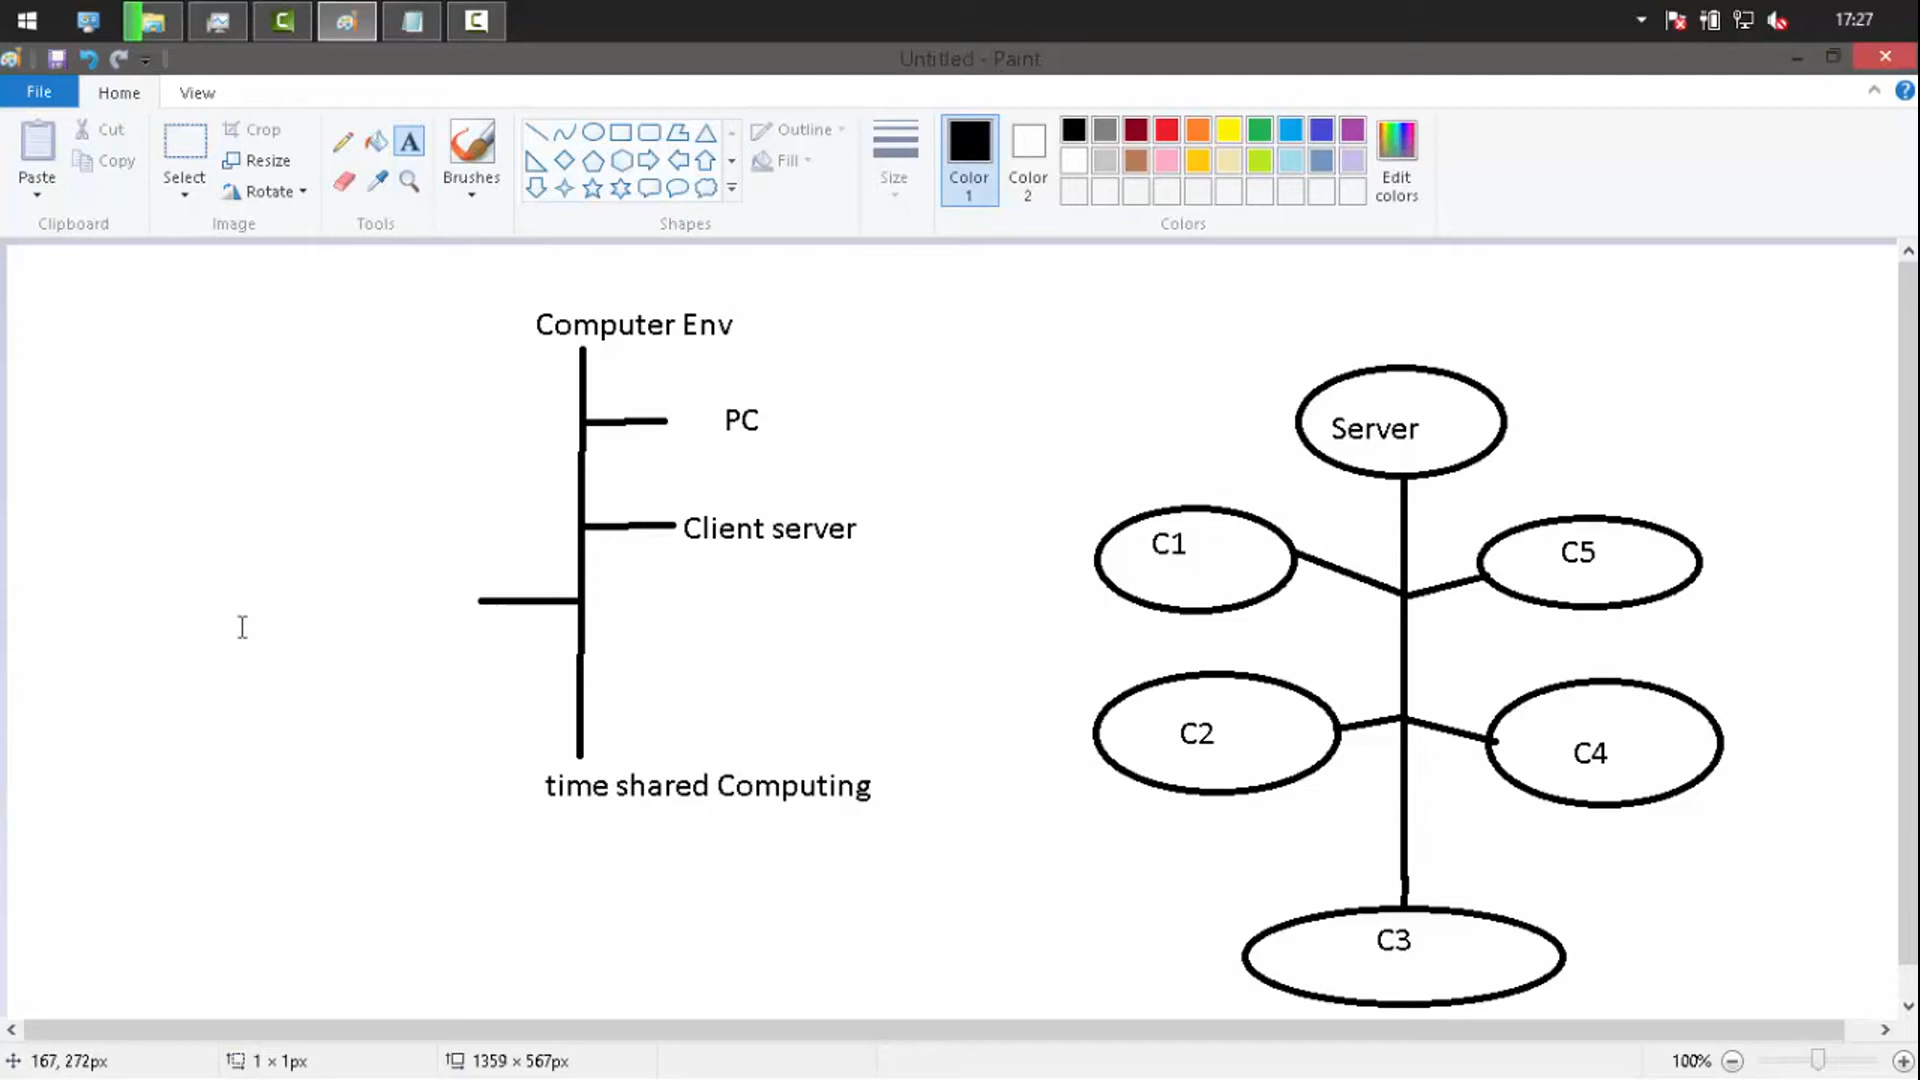 17:27
Untitled - Paint
File Home View
Paste
Cut
Copy
Clipboard
Select
Crop
Resize
Rotate
Image
A
Tools
Brushes
Outline
Fill
Shapes
Size
Color 1
Color 2
Edit colors
Colors
Computer Env
PC
Client server
time shared Computing
Server
C1
C5
C2
C4
C3
167, 272px
1 × 1px
1359 × 567px
100%